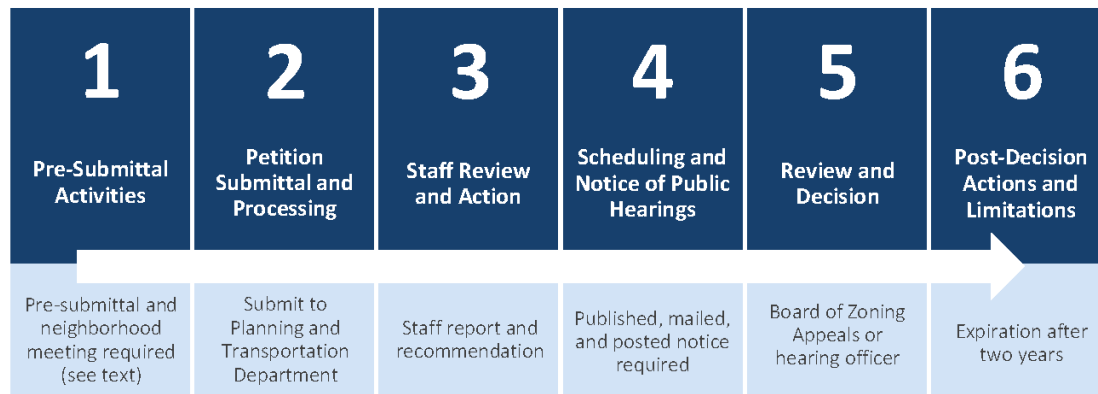 1
Pre-Submittal
Activities
Pre-submittal and
neighborhood
meeting required
(see text)
2
Petition
Submittal and
Processing
Submit to
Planning and
Transportation
Department
3
Staff Review
and Action
Staff report and
recommendation
4
Scheduling and
Notice of Public
Hearings
Published, mailed,
and posted notice
required
5
Review and
Decision
Board of Zoning
Appeals or
hearing officer
6
Post-Decision
Actions and
Limitations
Expiration after
two years